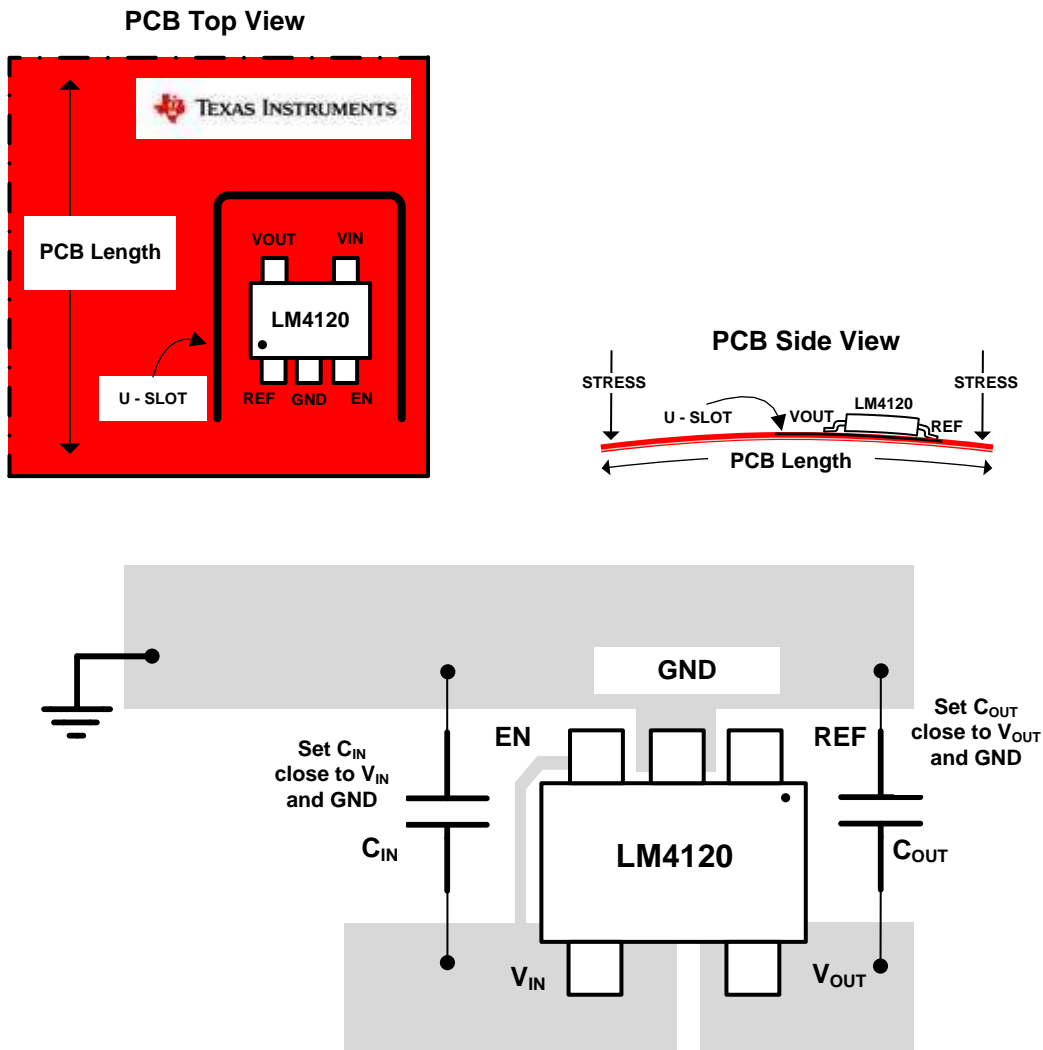 PCB Top View
TEXAS INSTRUMENTS
PCB Length
VOUT
VIN
LM4120
U - SLOT
REF
GND
EN
PCB Side View
STRESS
STRESS
U - SLOT
VOUT
LM4120
REF
PCB Length
GND
EN
REF
Set COUT
close to VOUT
and GND
Set CIN
close to VIN
and GND
CIN
LM4120
COUT
VIN
VOUT